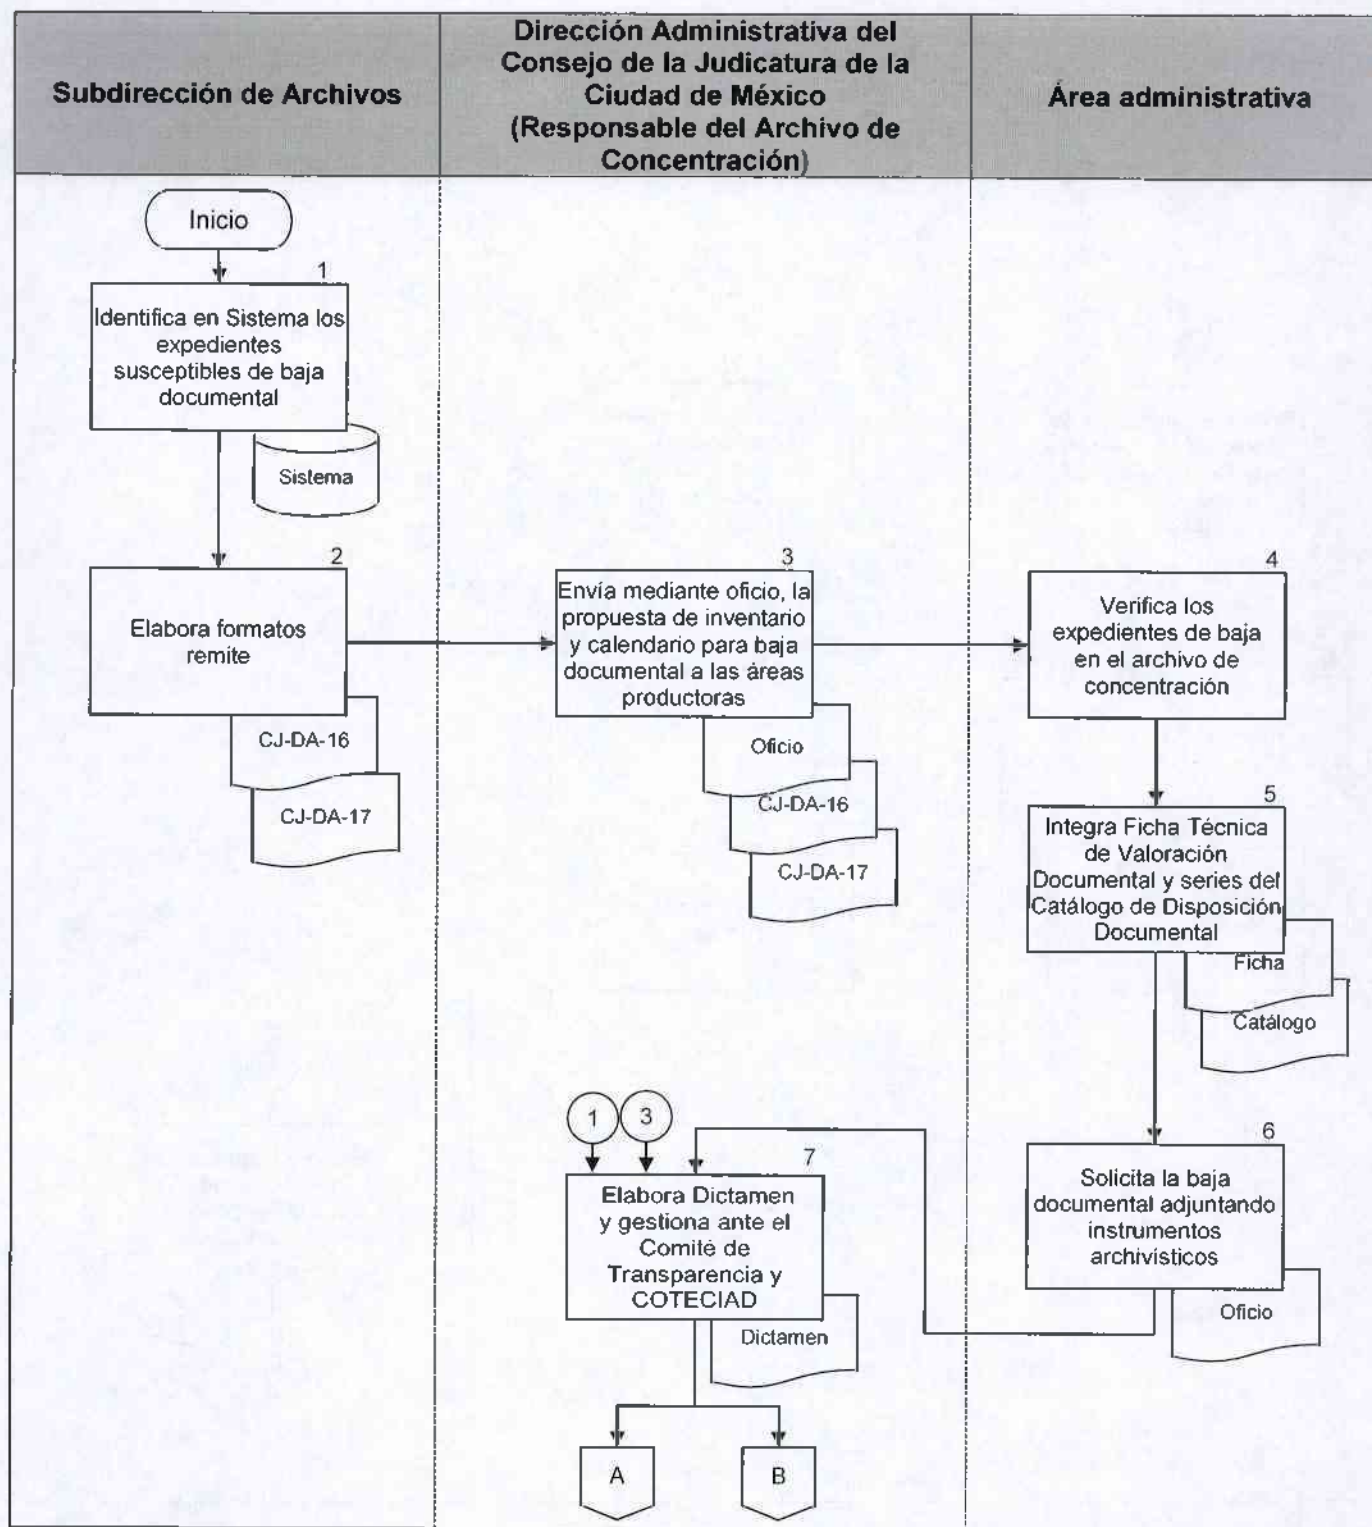 Subdirección de Archivos
Dirección Administrativa del
Consejo de la Judicatura de la
Ciudad de México
(Responsable del Archivo de
Concentración)
Área administrativa
Inicio
1
Identifica en Sistema los
expedientes
susceptibles de baja
documental
Sistema
2
Elabora formatos
remite
CJ-DA-16
CJ-DA-17
3
Envía mediante oficio, la
propuesta de inventario
y calendario para baja
documental a las áreas
productoras
Oficio
CJ-DA-16
CJ-DA-17
4
Verifica los
expedientes de baja
en el archivo de
concentración
5
Integra Ficha Técnica
de Valoración
Documental y series del
Catálogo de Disposición
Documental
Ficha
Catálogo
6
Solicita la baja
documental adjuntando
instrumentos
archivísticos
Oficio
1
3
7
Elabora Dictamen
y gestiona ante el
Comité de
Transparencia y
COTECIAD
Dictamen
A
B